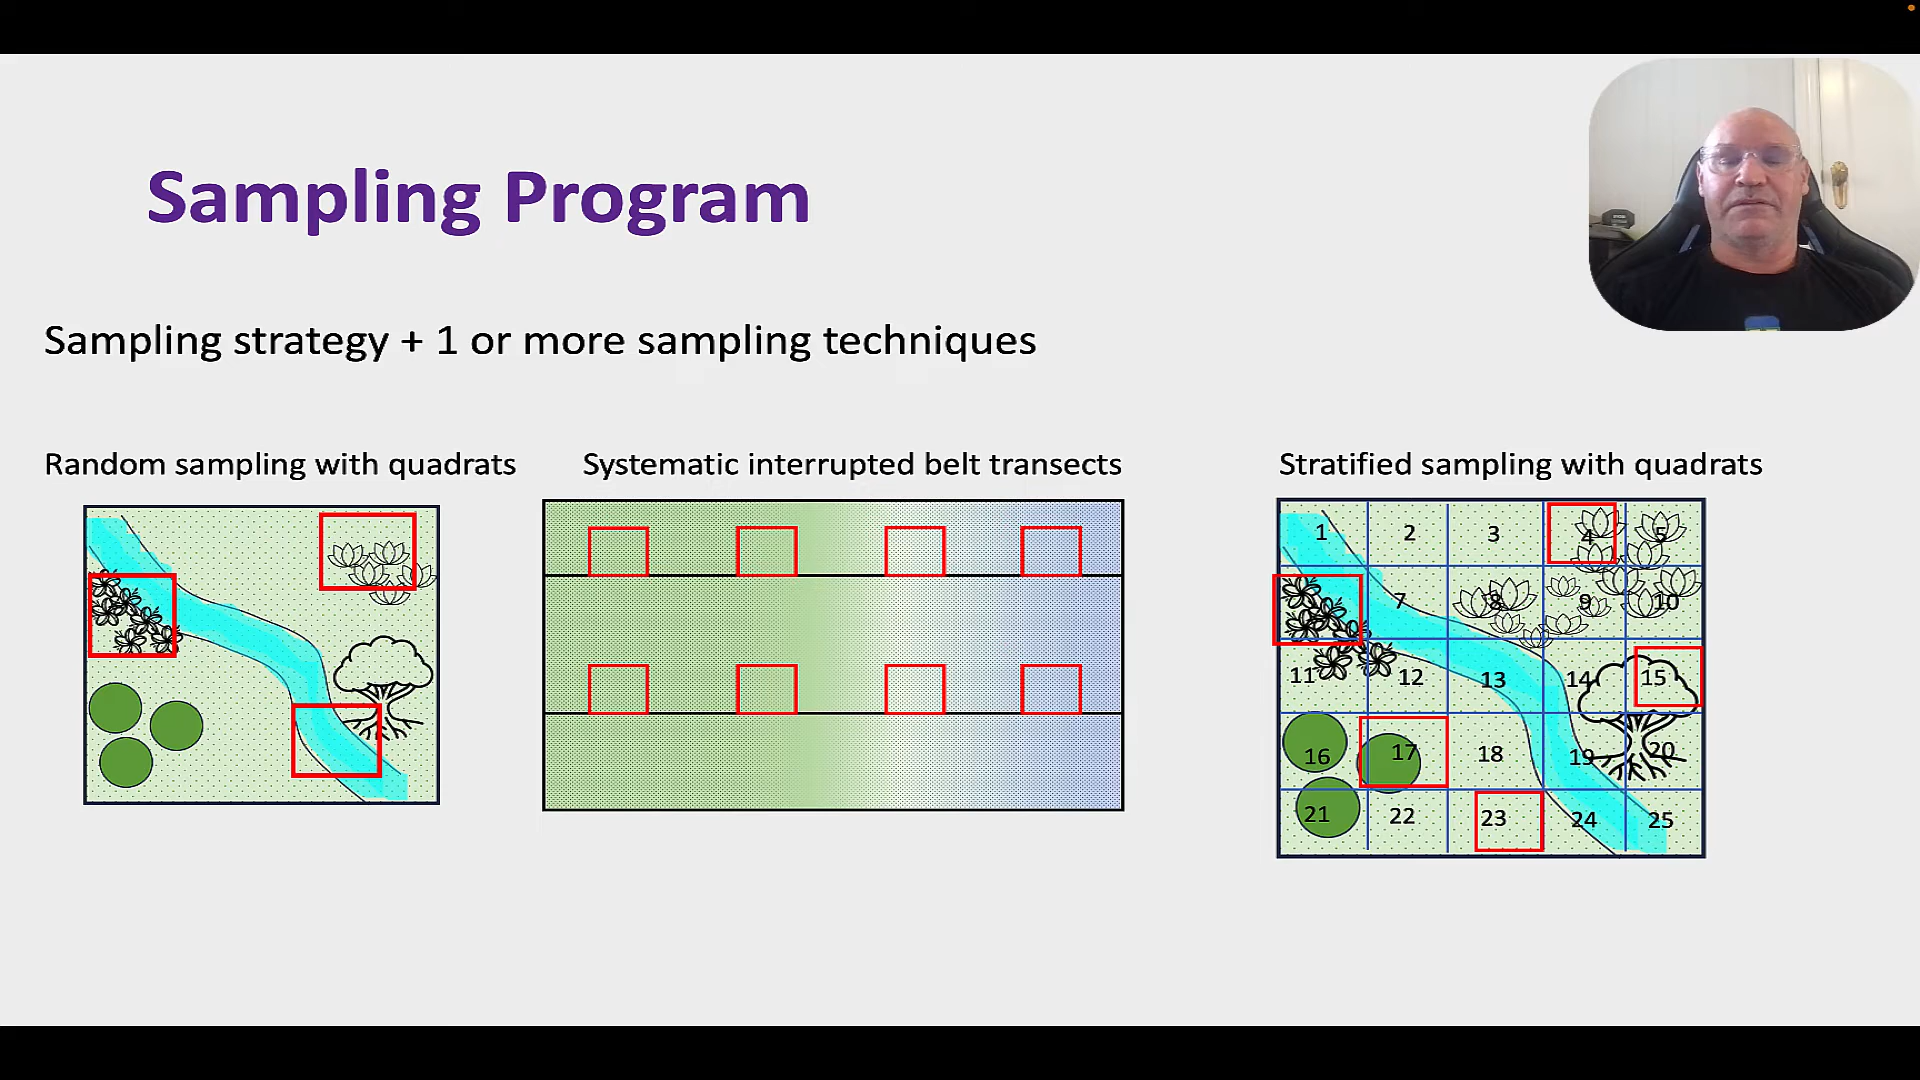 Sampling Program
Sampling strategy + 1 or more sampling techniques
Random sampling with quadrats
Systematic interrupted belt transects
Stratified sampling with quadrats
1 2 3 4 5
7 8 9 10
11 12 13 14 15
16 17 18 19 20
21 22 23 24 25